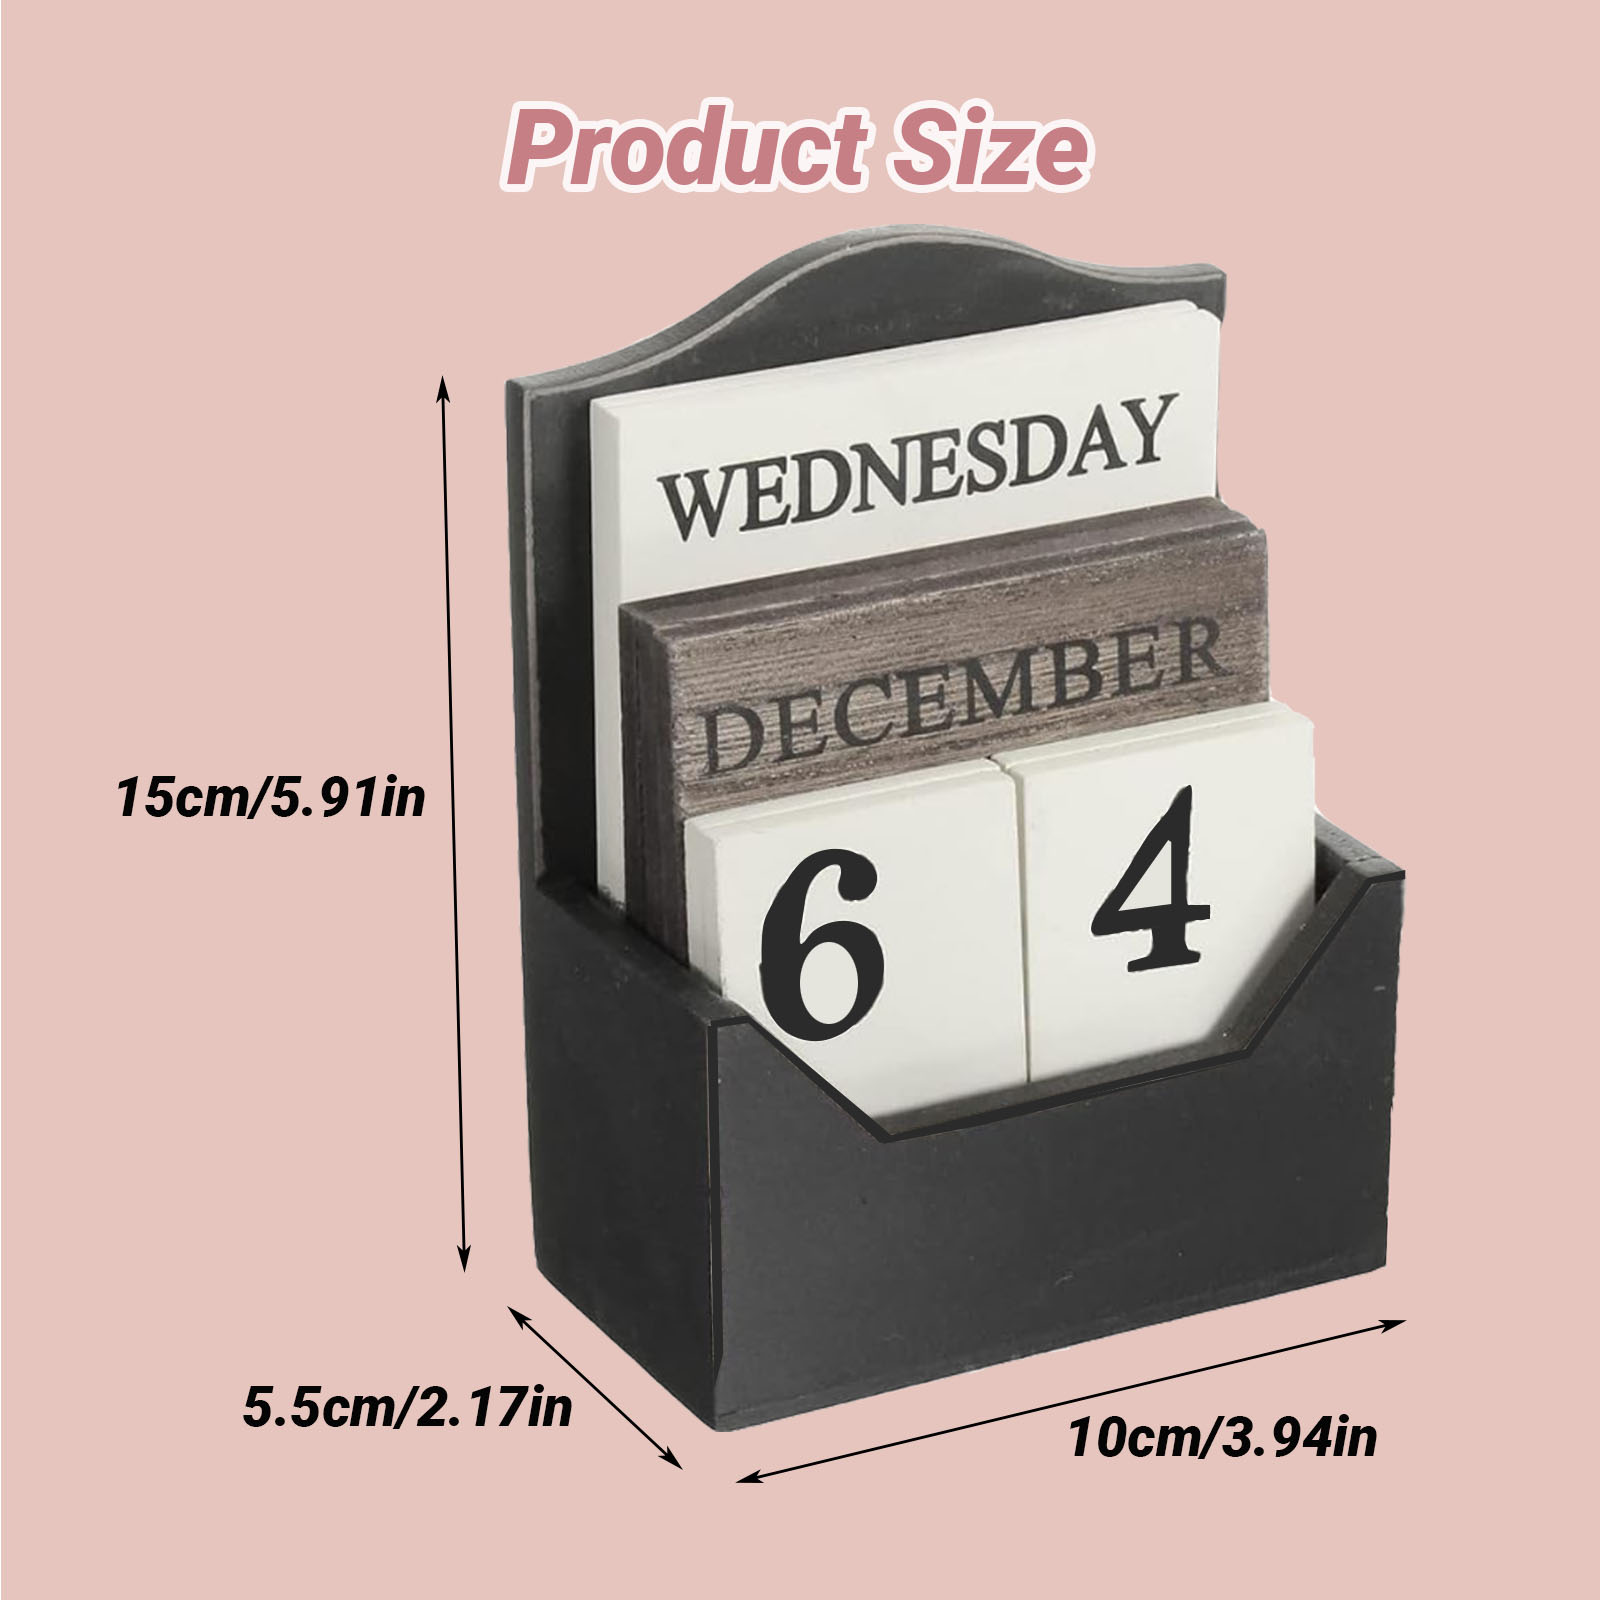 Product Size
WEDNESDAY
DECEMBER
6 4
15cm/5.91in
5.5cm/2.17in
10cm/3.94in